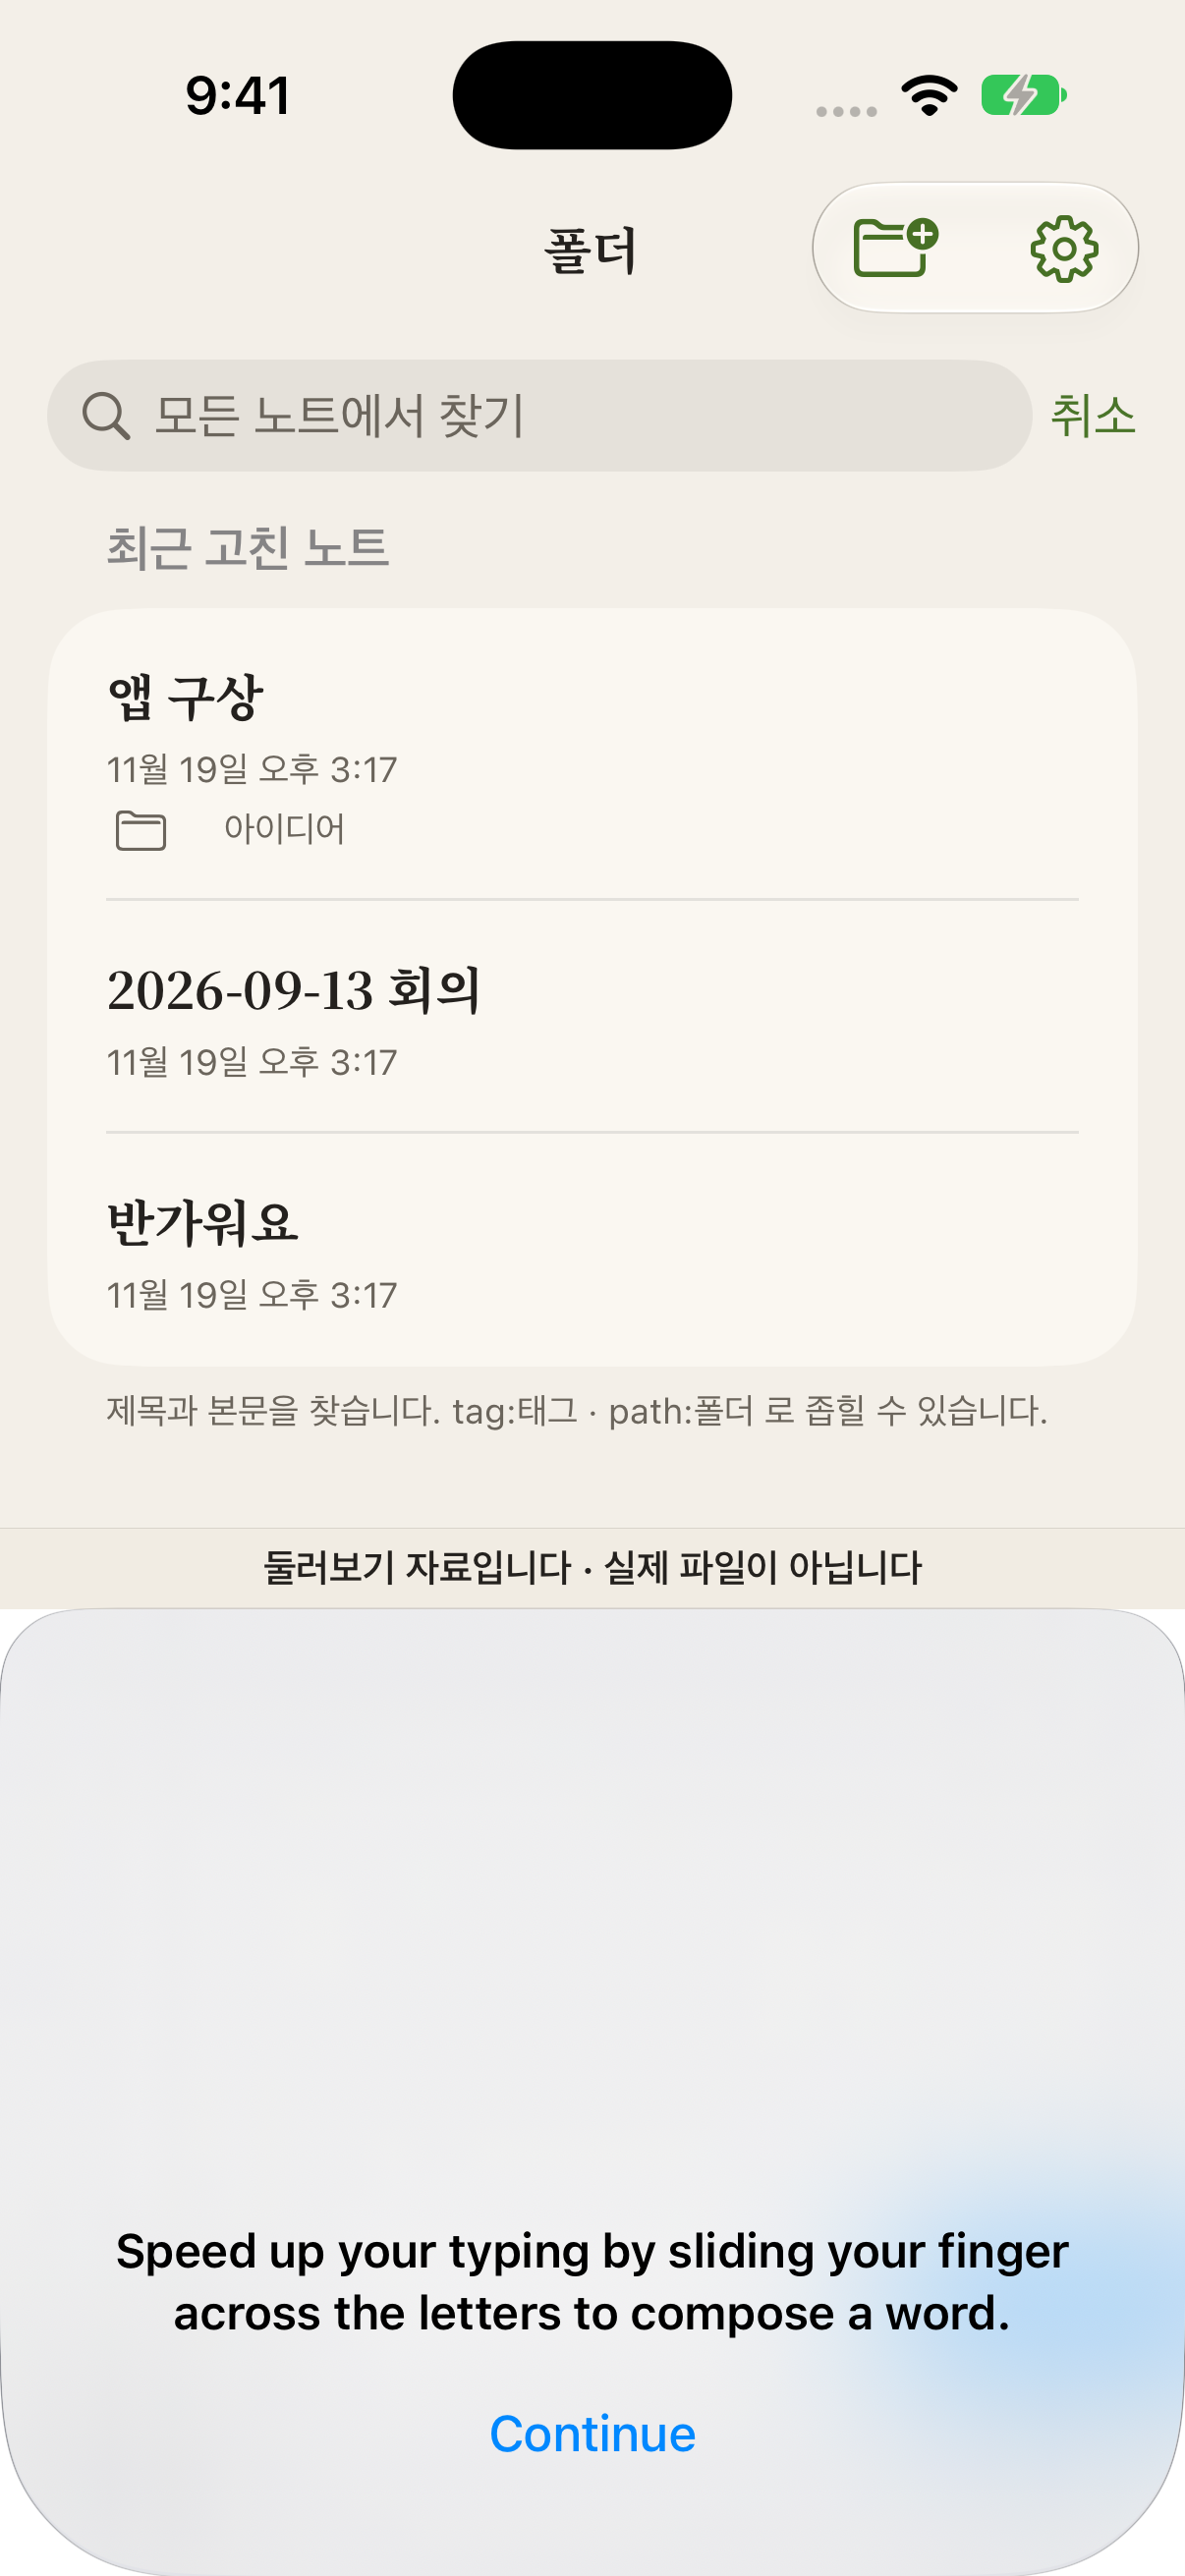 9:41
폴더
모든 노트에서 찾기
취소
최근 고친 노트
앱 구상
11월 19일 오후 3:17
아이디어
2026-09-13 회의
11월 19일 오후 3:17
반가워요
11월 19일 오후 3:17
제목과 본문을 찾습니다. tag:태그 · path:폴더 로 좁힐 수 있습니다.
둘러보기 자료입니다 · 실제 파일이 아닙니다
Speed up your typing by sliding your finger
across the letters to compose a word.
Continue